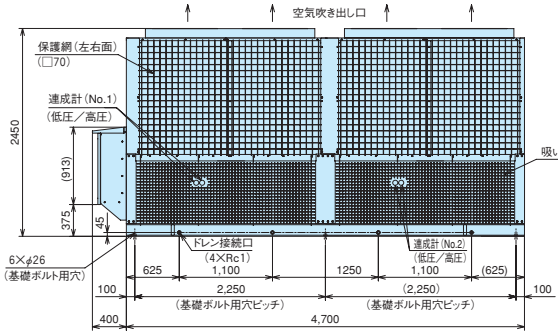 空気吹き出し口
保護網(左右面)
(□70)
連成計(No.1)
(低圧/高圧)
2450
(913)
375
45
吸い
6×φ26
(基礎ボルト用穴)
ドレン接続口
(4×Rc1)
連成計(No.2)
(低圧/高圧)
625
1,100
1250
1,100
(625)
100
2,250
(基礎ボルト用穴ピッチ)
(2,250)
(基礎ボルト用穴ピッチ)
100
400
4,700